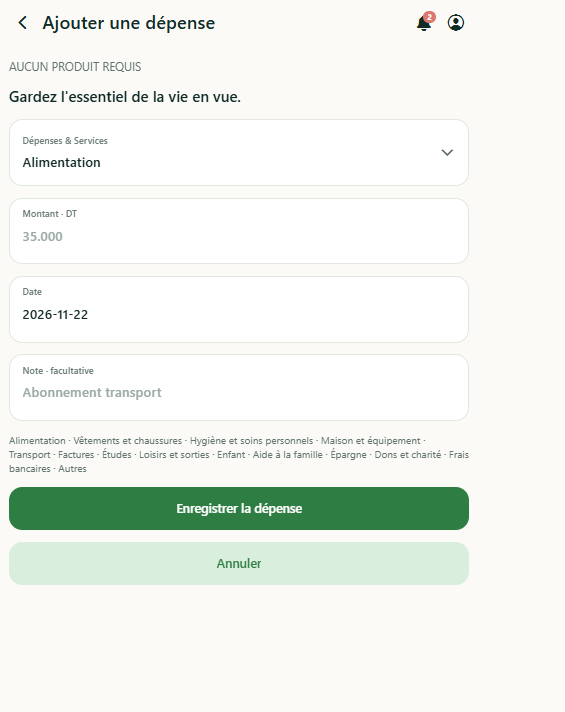 Ajouter une dépense
2
AUCUN PRODUIT REQUIS
Gardez l'essentiel de la vie en vue.
Dépenses & Services
Alimentation
Montant · DT
35.000
Date
2026-11-22
Note · facultative
Abonnement transport
Alimentation · Vêtements et chaussures · Hygiène et soins personnels · Maison et équipement ·
Transport · Factures · Études · Loisirs et sorties · Enfant · Aide à la famille · Épargne · Dons et charité · Frais
bancaires · Autres
Enregistrer la dépense
Annuler